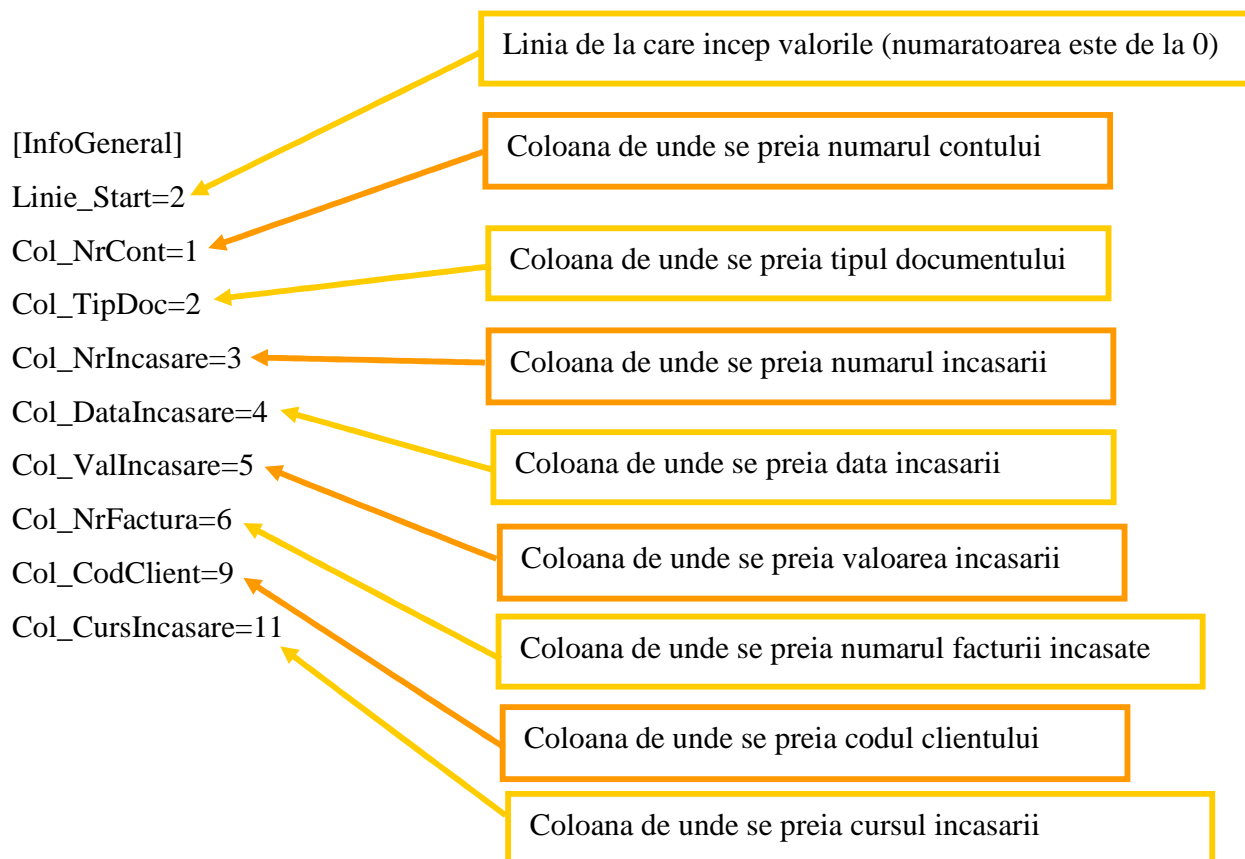 Linia de la care incep valorile (numaratoarea este de la 0)
[InfoGeneral]
Coloana de unde se preia numarul contului
Linie_Start=2
Col_NrCont=1
Coloana de unde se preia tipul documentului
Col_TipDoc=2
Col_NrIncasare=3
Coloana de unde se preia numarul incasarii
Col_DataIncasare=4
Coloana de unde se preia data incasarii
Col_ValIncasare=5
Col_NrFactura=6
Coloana de unde se preia valoarea incasarii
Col_CodClient=9
Col_CursIncasare=11
Coloana de unde se preia numarul facturii incasate
Coloana de unde se preia codul clientului
Coloana de unde se preia cursul incasarii